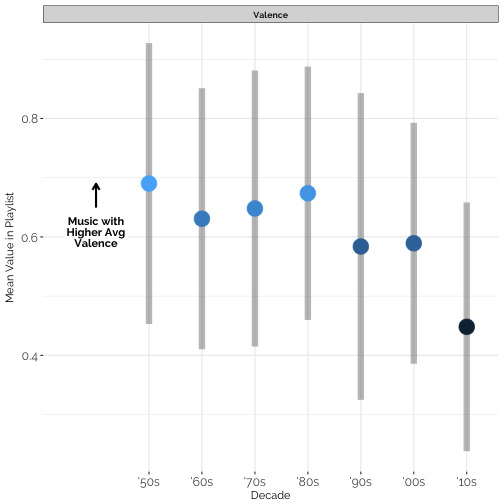 Valence
Mean Value in Playlist
0.8
0.6
0.4
Music with
Higher Avg
Valence
'50s
'60s
'70s
'80s
'90s
'00s
'10s
Decade